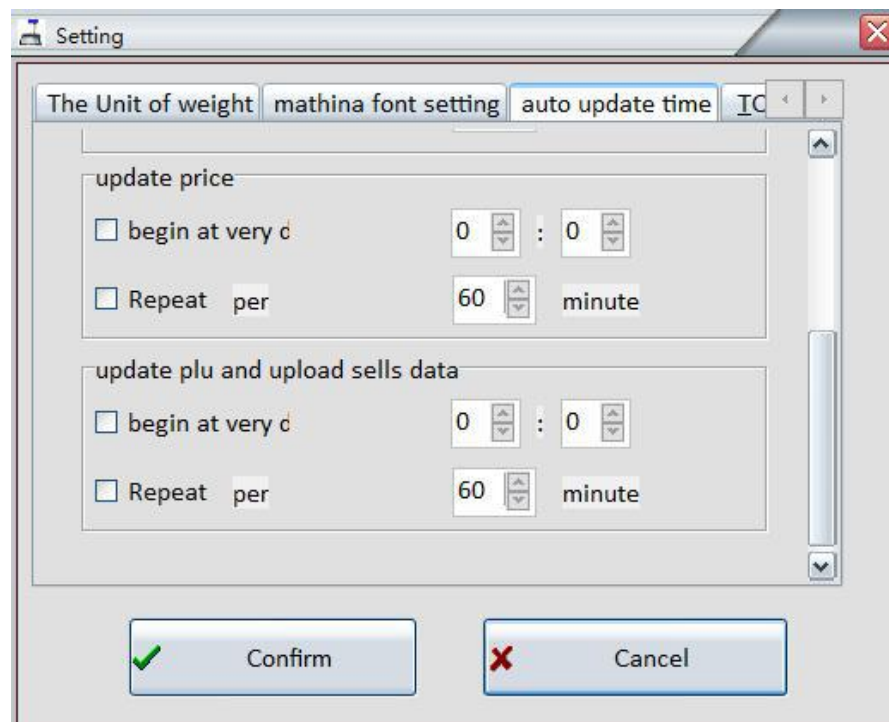 Setting
The Unit of weight mathina font setting auto update time TC
update price
begin at very d
0 : 0
Repeat per 60 minute
update plu and upload sells data
begin at very d
0 : 0
Repeat per 60 minute
Confirm Cancel